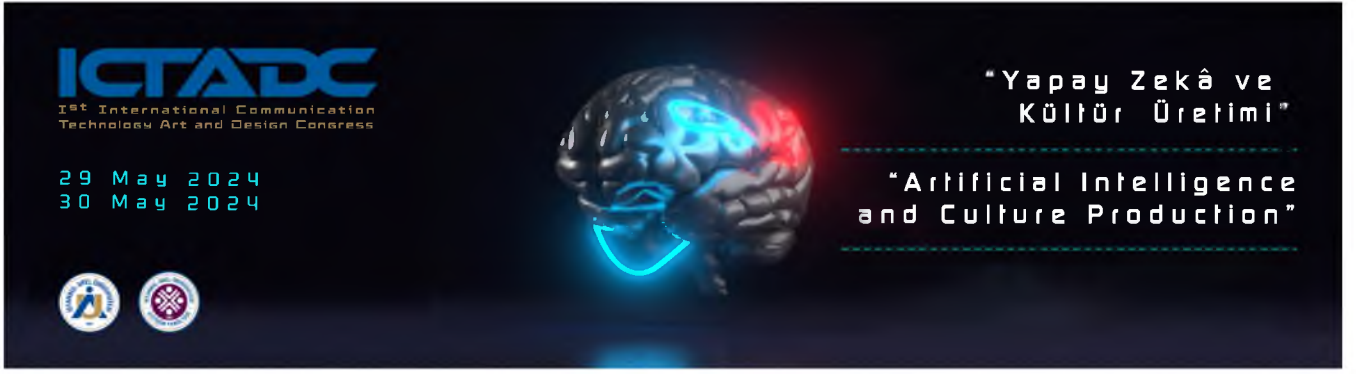 ICTADC
1st International Communication
Technology Art and Design Congress
29 May 2024
30 May 2024
"Yapay Zekâ ve
Kültür Üretimi"
"Artificial Intelligence
and Culture Production"